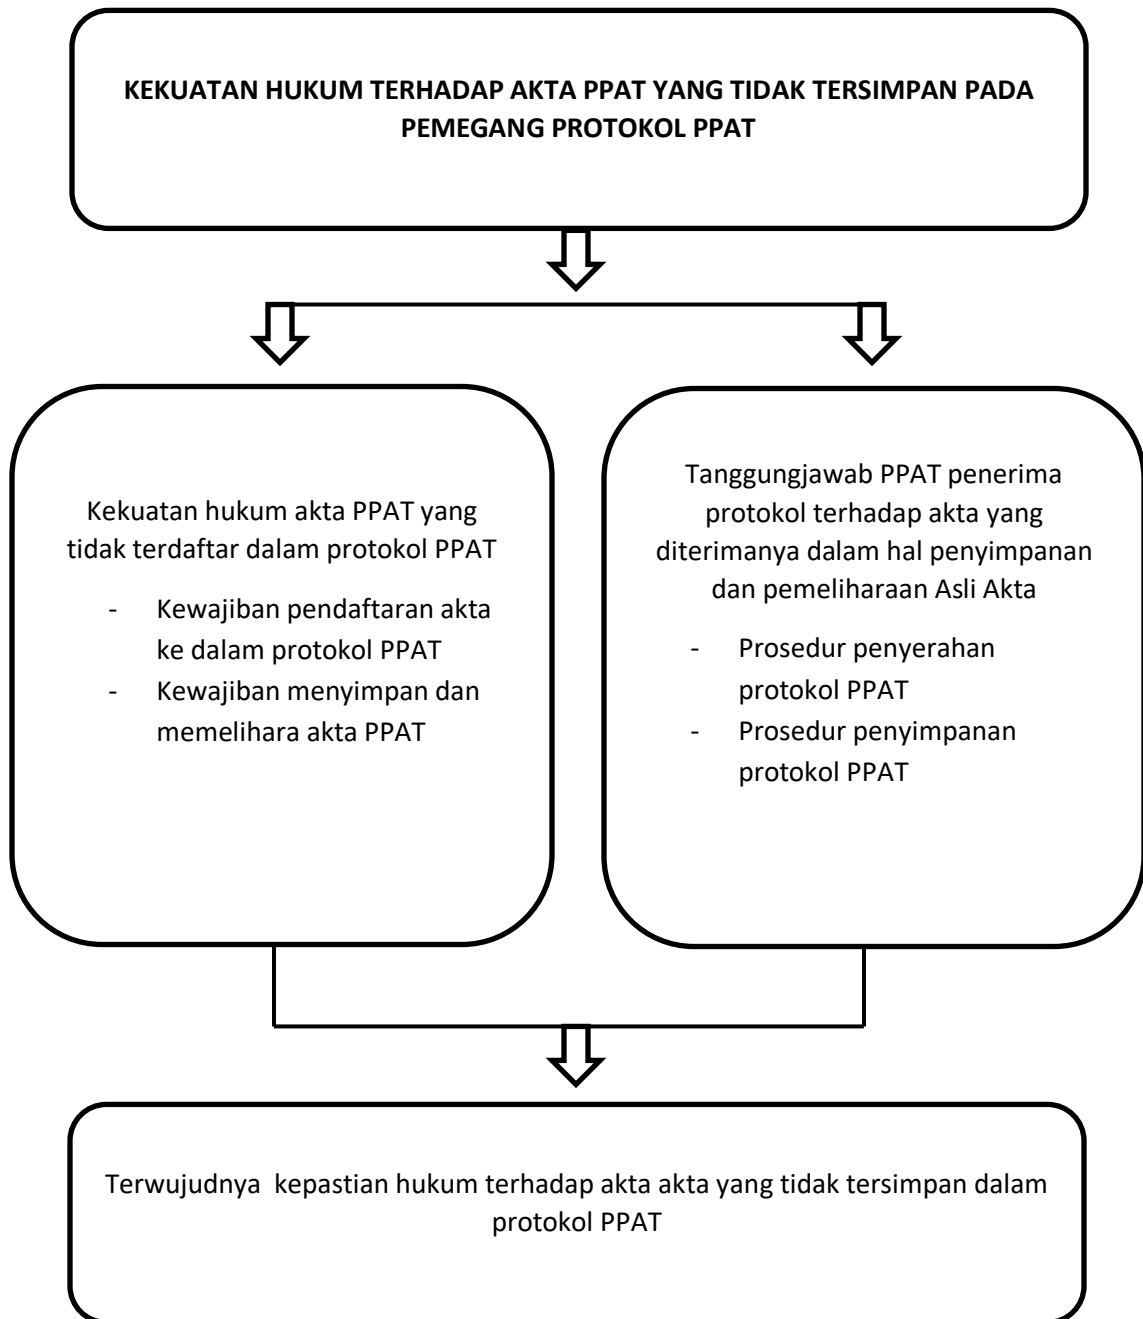 KEKUATAN HUKUM TERHADAP AKTA PPAT YANG TIDAK TERSIMPAN PADA
PEMEGANG PROTOKOL PPAT
Kekuatan hukum akta PPAT yang
tidak terdaftar dalam protokol PPAT
- Kewajiban pendaftaran akta
ke dalam protokol PPAT
- Kewajiban menyimpan dan
memelihara akta PPAT
Tanggungjawab PPAT penerima
protokol terhadap akta yang
diterimanya dalam hal penyimpanan
dan pemeliharaan Asli Akta
- Prosedur penyerahan
protokol PPAT
- Prosedur penyimpanan
protokol PPAT
Terwujudnya kepastian hukum terhadap akta akta yang tidak tersimpan dalam
protokol PPAT